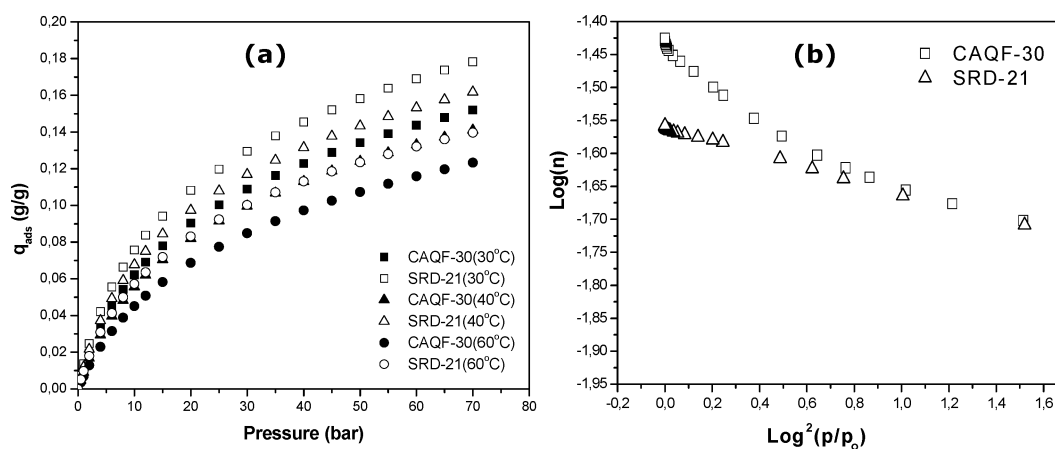 (a)
0,20
0,18
0,16
0,14
0,12
0,10
0,08
0,06
0,04
0,02
0,00
q_ads (g/g)
0 10 20 30 40 50 60 70 80
Pressure (bar)
CAQF-30(30°C)
SRD-21(30°C)
CAQF-30(40°C)
SRD-21(40°C)
CAQF-30(60°C)
SRD-21(60°C)
(b)
CAQF-30
SRD-21
-1,40
-1,45
-1,50
-1,55
-1,60
-1,65
-1,70
-1,75
-1,80
-1,85
-1,90
-1,95
Log(n)
-0,2 0,0 0,2 0,4 0,6 0,8 1,0 1,2 1,4 1,6
Log²(p/p₀)